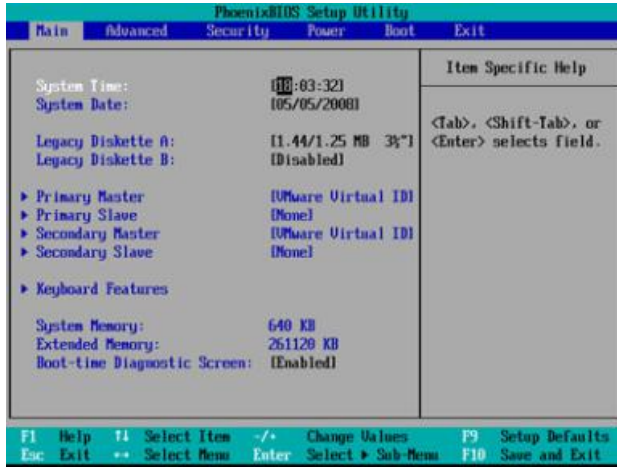 PhoenixBIOS Setup Utility
Main Advanced Security Power Boot Exit
Item Specific Help
System Time: [18:03:32]
System Date: [05/05/2008]
<Tab>, <Shift-Tab>, or
<Enter> selects field.
Legacy Diskette A: [1.44/1.25 MB 3½"]
Legacy Diskette B: [Disabled]
Primary Master [VMware Virtual ID]
Primary Slave [None]
Secondary Master [VMware Virtual ID]
Secondary Slave [None]
Keyboard Features
System Memory: 640 KB
Extended Memory: 261120 KB
Boot-time Diagnostic Screen: [Enabled]
F1 Help ↑↓ Select Item -/+ Change Values F9 Setup Defaults
Esc Exit ↔ Select Menu Enter Select ▶ Sub-Menu F10 Save and Exit